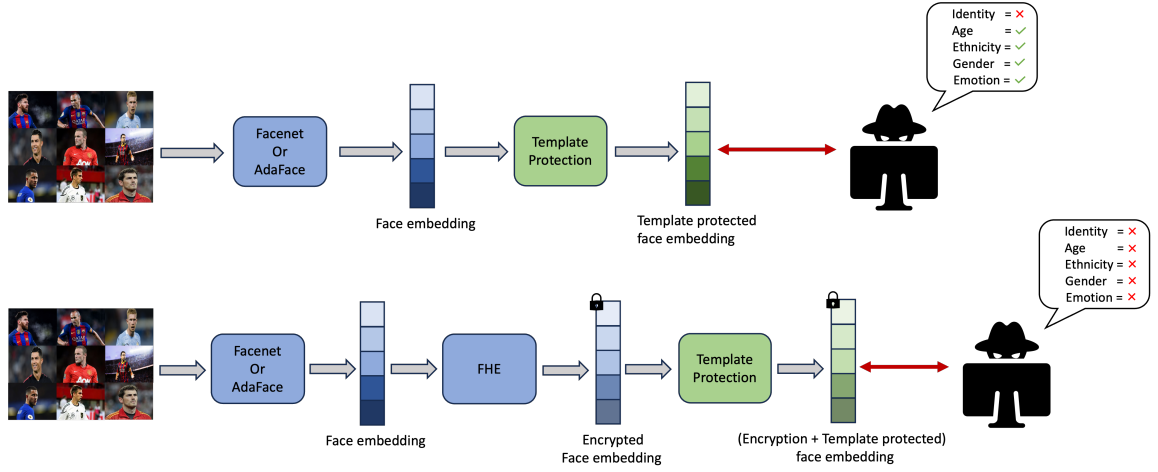 Identity = ✗
Age = ✓
Ethnicity = ✓
Gender = ✓
Emotion = ✓
Facenet
Or
AdaFace
Template
Protection
Face embedding
Template protected
face embedding
Identity = ✗
Age = ✗
Ethnicity = ✗
Gender = ✗
Emotion = ✗
Facenet
Or
AdaFace
FHE
Template
Protection
Face embedding
Encrypted
Face embedding
(Encryption + Template protected)
face embedding